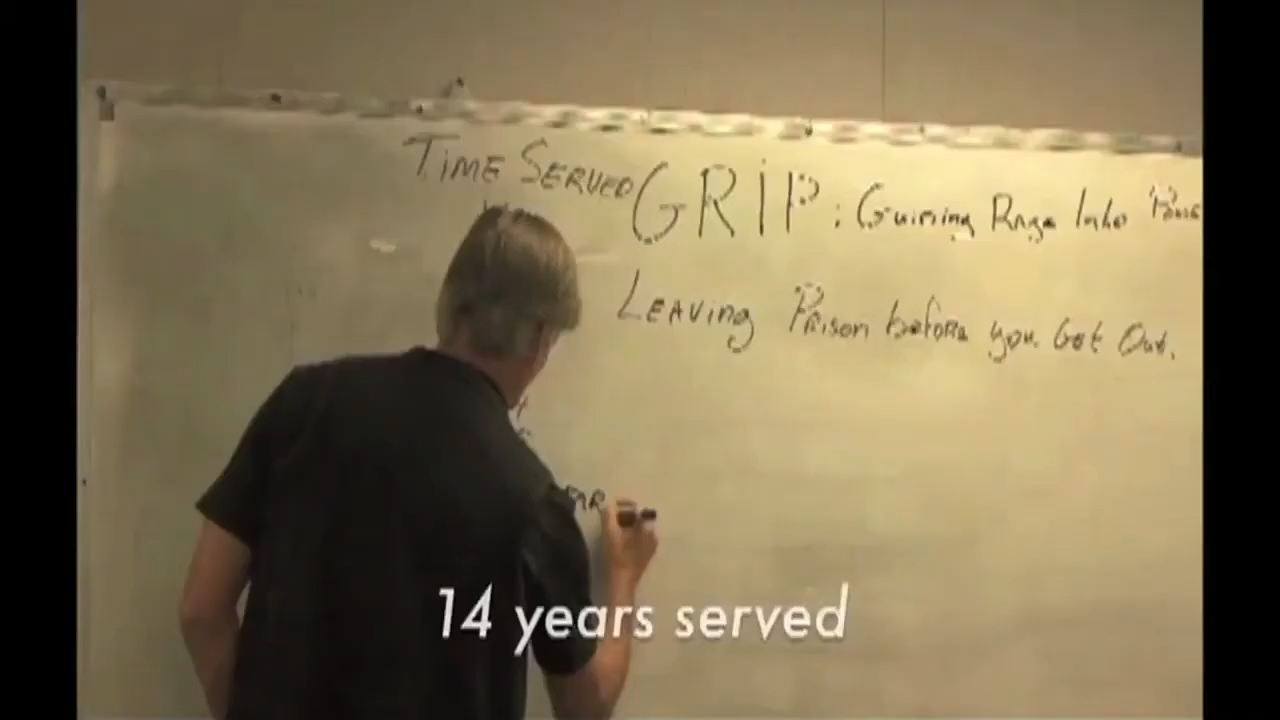 TIME SERVED
GRIP: Guiding Rage Into
LEAVING Prison before you Get Out.
14 years served